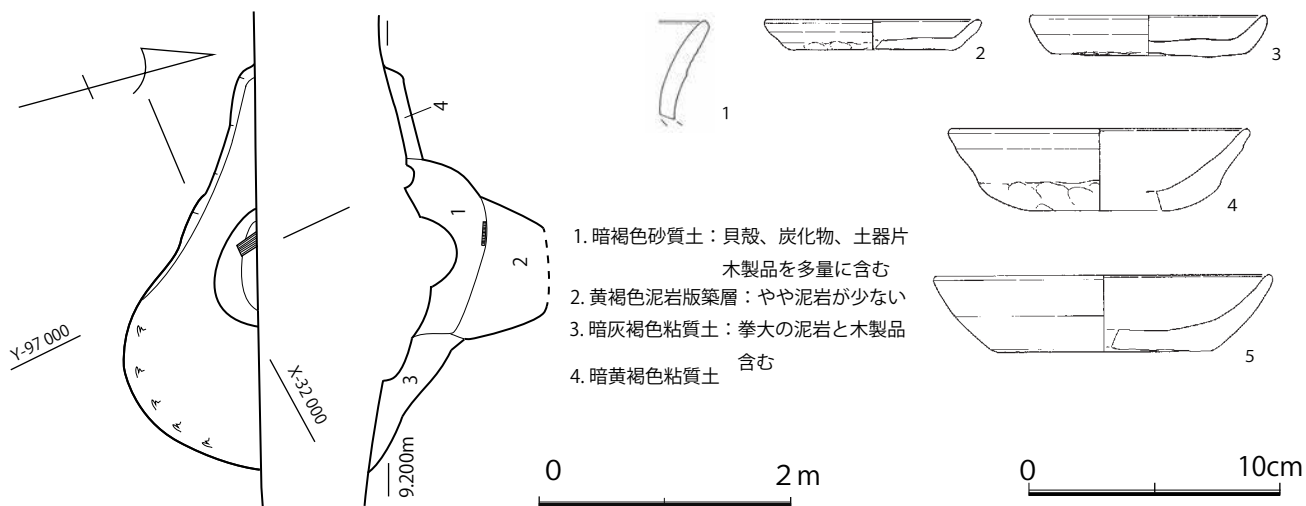 1
2
3
4
5
4
1
2
3
Y-97 000
X-32 000
9.200m
1. 暗褐色砂質土：貝殻、炭化物、土器片
木製品を多量に含む
2. 黄褐色泥岩版築層：やや泥岩が少ない
3. 暗灰褐色粘質土：拳大の泥岩と木製品
含む
4. 暗黄褐色粘質土
0 2 m
0 10cm